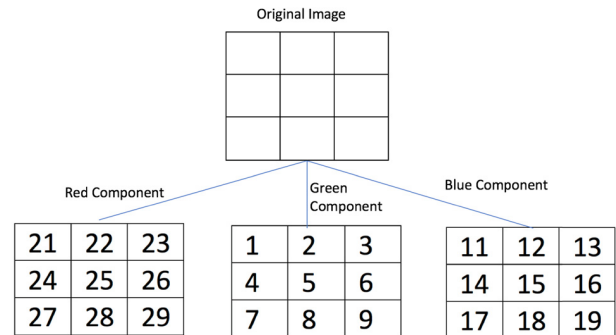 Original Image
Red Component
Green
Component
Blue Component
21 22 23
24 25 26
27 28 29
1 2 3
4 5 6
7 8 9
11 12 13
14 15 16
17 18 19